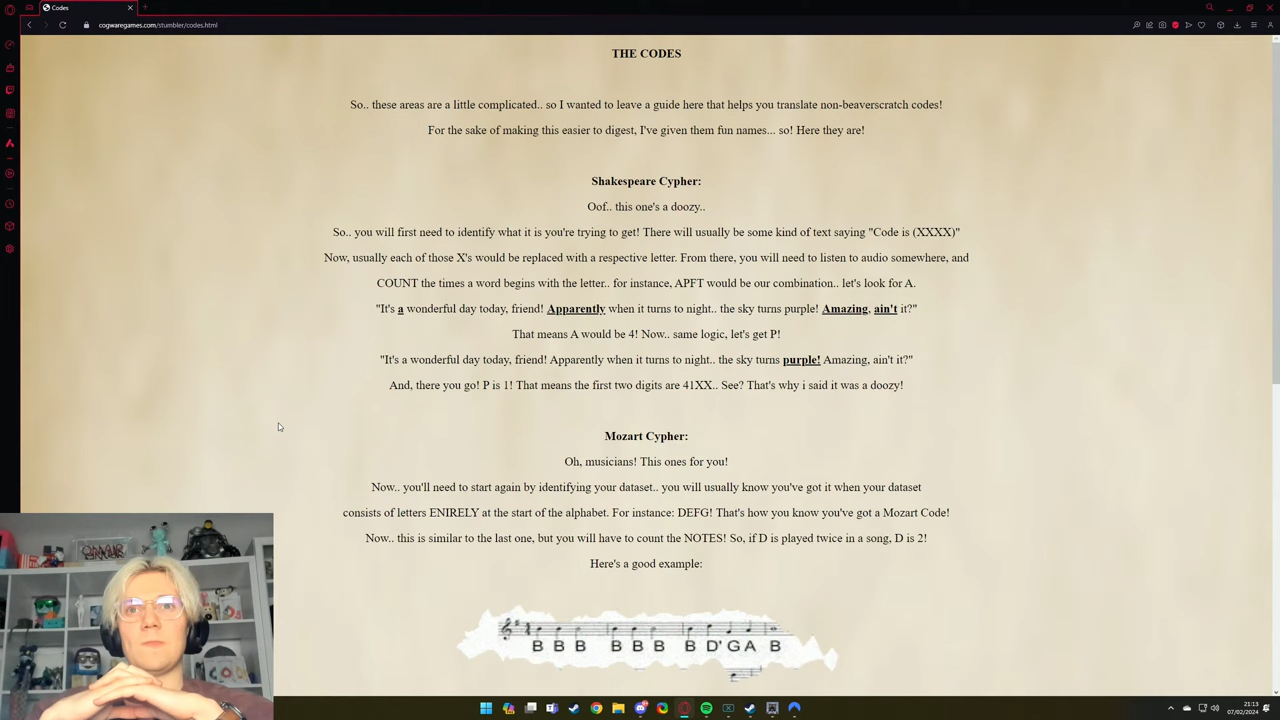 Codes
cogwaregames.com/stumbler/codes.html
THE CODES
So.. these areas are a little complicated.. so I wanted to leave a guide here that helps you translate non-beaverscratch codes!
For the sake of making this easier to digest, I've given them fun names... so! Here they are!
Shakespeare Cypher:
Oof.. this one's a doozy..
So.. you will first need to identify what it is you're trying to get! There will usually be some kind of text saying "Code is (XXXX)"
Now, usually each of those X's would be replaced with a respective letter. From there, you will need to listen to audio somewhere, and
COUNT the times a word begins with the letter.. for instance, APFT would be our combination.. let's look for A.
"It's a wonderful day today, friend! Apparently when it turns to night.. the sky turns purple! Amazing, ain't it?"
That means A would be 4! Now.. same logic, let's get P!
"It's a wonderful day today, friend! Apparently when it turns to night.. the sky turns purple! Amazing, ain't it?"
And, there you go! P is 1! That means the first two digits are 41XX.. See? That's why i said it was a doozy!
Mozart Cypher:
Oh, musicians! This ones for you!
Now.. you'll need to start again by identifying your dataset.. you will usually know you've got it when your dataset
consists of letters ENIRELY at the start of the alphabet. For instance: DEFG! That's how you know you've got a Mozart Code!
Now.. this is similar to the last one, but you will have to count the NOTES! So, if D is played twice in a song, D is 2!
Here's a good example:
B B B B B B B D' G A B
ON AIR
21:13
07/02/2024